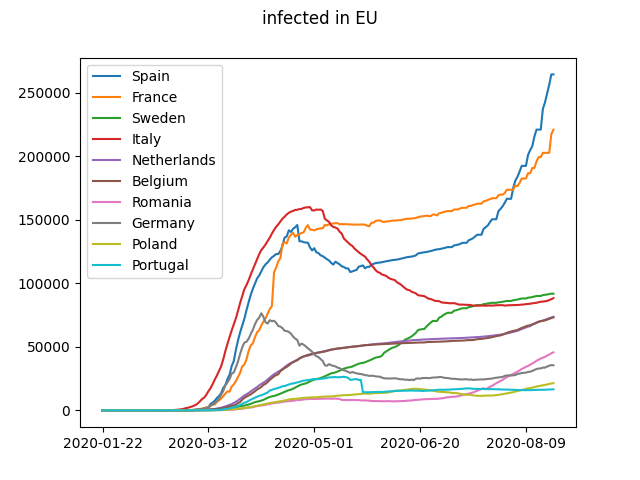 infected in EU
Spain
France
Sweden
Italy
Netherlands
Belgium
Romania
Germany
Poland
Portugal
250000
200000
150000
100000
50000
0
2020-01-22 2020-03-12 2020-05-01 2020-06-20 2020-08-09